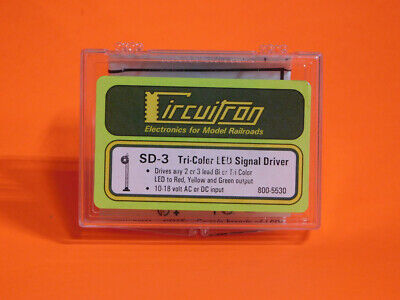 Circuitron
Electronics for Model Railroads
SD-3 Tri-Color LED Signal Driver
• Drives any 2 or 3 lead Bi or Tri Color
LED to Red, Yellow and Green output
• 10-18 volt AC or DC input
800-5530